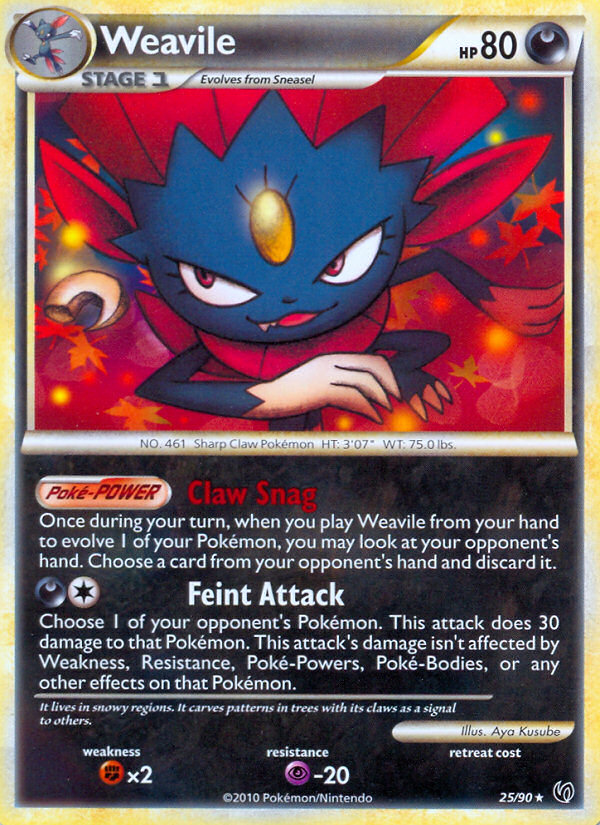 Weavile
HP 80
STAGE 1
Evolves from Sneasel
NO. 461 Sharp Claw Pokémon HT: 3'07" WT: 75.0 lbs.
Poké-POWER Claw Snag
Once during your turn, when you play Weavile from your hand
to evolve 1 of your Pokémon, you may look at your opponent's
hand. Choose a card from your opponent's hand and discard it.
Feint Attack
Choose 1 of your opponent's Pokémon. This attack does 30
damage to that Pokémon. This attack's damage isn't affected by
Weakness, Resistance, Poké-Powers, Poké-Bodies, or any
other effects on that Pokémon.
It lives in snowy regions. It carves patterns in trees with its claws as a signal
to others.
Illus. Aya Kusube
weakness resistance retreat cost
×2 -20
©2010 Pokémon/Nintendo 25/90 ★